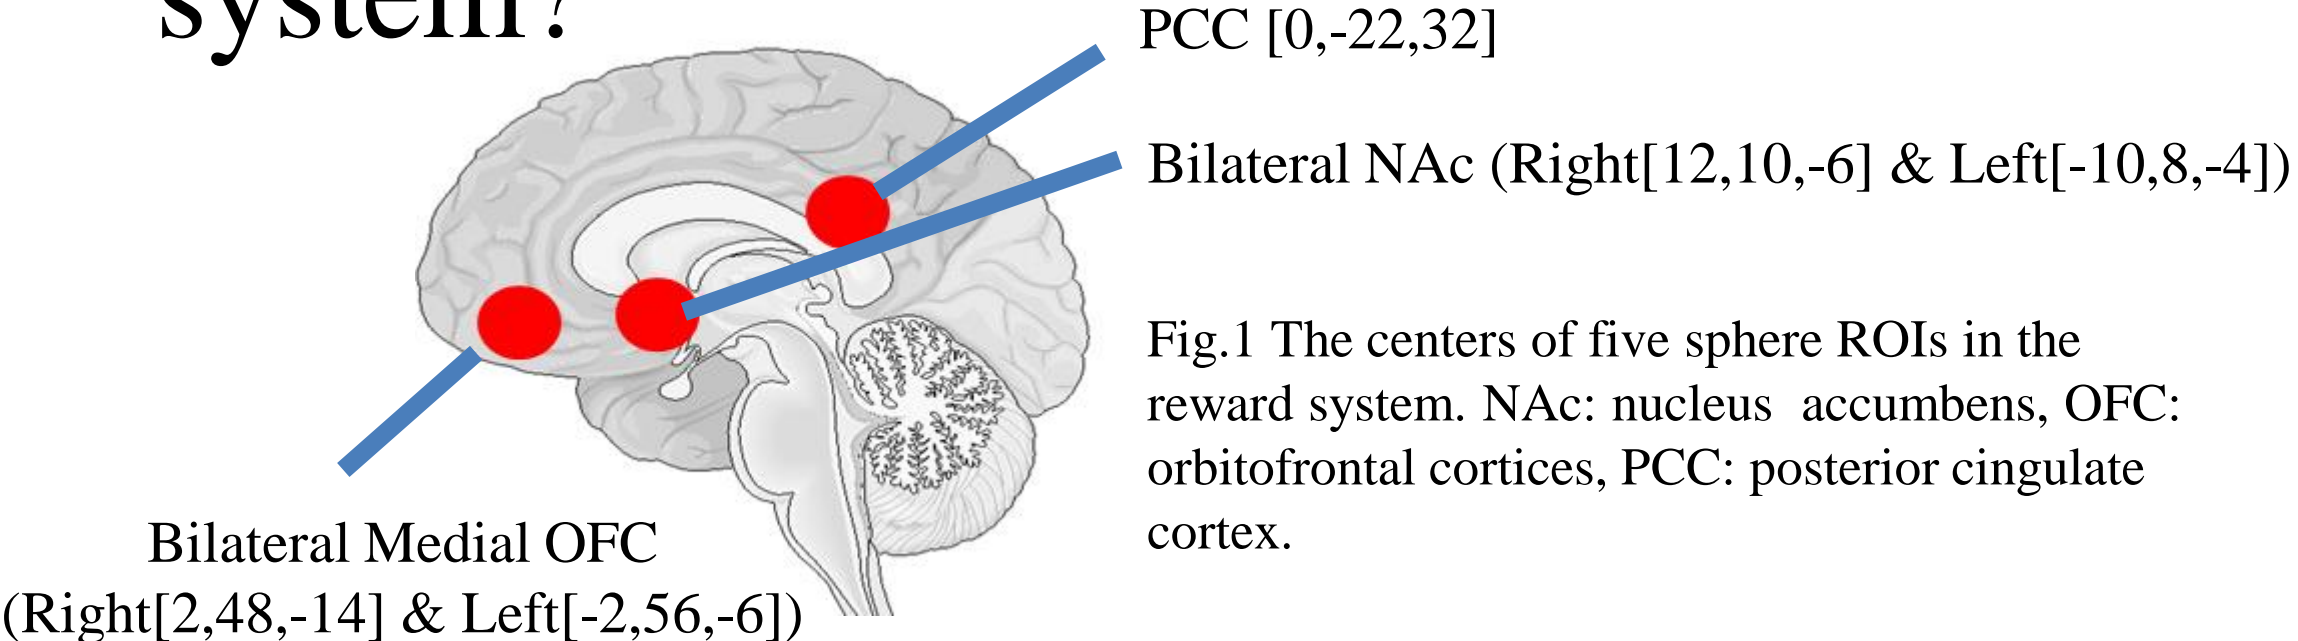 system?
PCC [0,-22,32]
Bilateral NAc (Right[12,10,-6] & Left[-10,8,-4])
Fig.1 The centers of five sphere ROIs in the
reward system. NAc: nucleus accumbens, OFC:
orbitofrontal cortices, PCC: posterior cingulate
cortex.
Bilateral Medial OFC
(Right[2,48,-14] & Left[-2,56,-6])